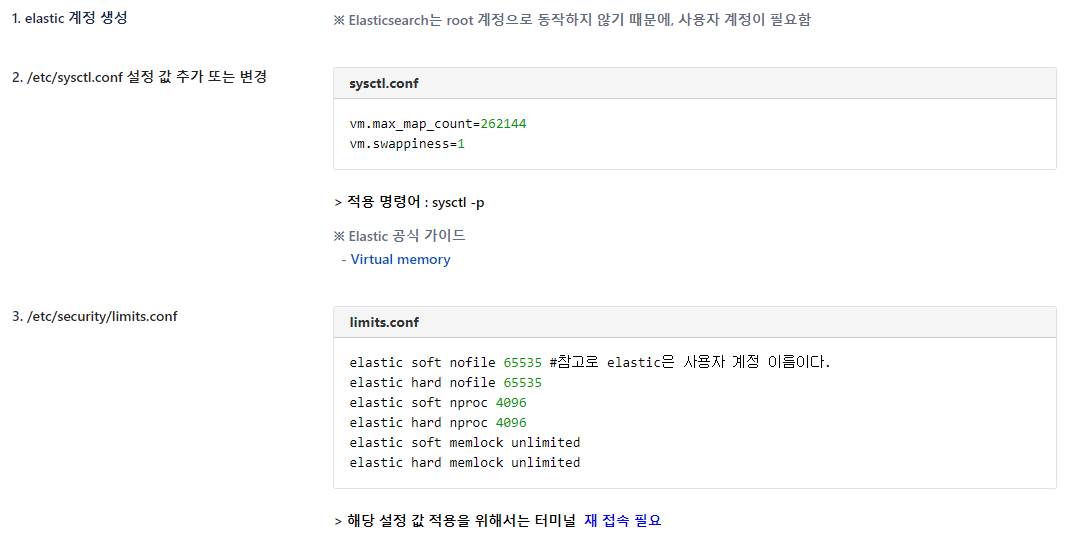 1. elastic 계정 생성
※ Elasticsearch는 root 계정으로 동작하지 않기 때문에, 사용자 계정이 필요함
2. /etc/sysctl.conf 설정 값 추가 또는 변경
sysctl.conf
vm.max_map_count=262144
vm.swappiness=1
> 적용 명령어 : sysctl -p
※ Elastic 공식 가이드
- Virtual memory
3. /etc/security/limits.conf
limits.conf
elastic soft nofile 65535 #참고로 elastic은 사용자 계정 이름이다.
elastic hard nofile 65535
elastic soft nproc 4096
elastic hard nproc 4096
elastic soft memlock unlimited
elastic hard memlock unlimited
> 해당 설정 값 적용을 위해서는 터미널 재 접속 필요